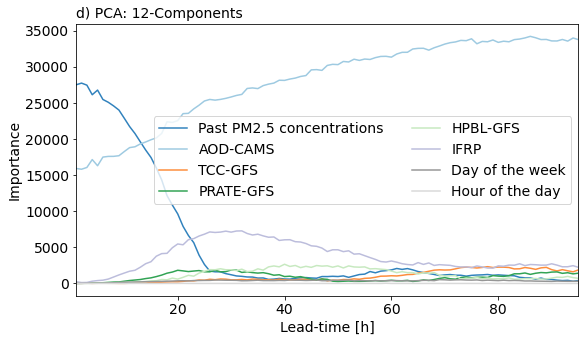 d) PCA: 12-Components
35000
30000
25000
20000
15000
10000
5000
0
Importance
Past PM2.5 concentrations
AOD-CAMS
TCC-GFS
PRATE-GFS
HPBL-GFS
IFRP
Day of the week
Hour of the day
20 40 60 80
Lead-time [h]